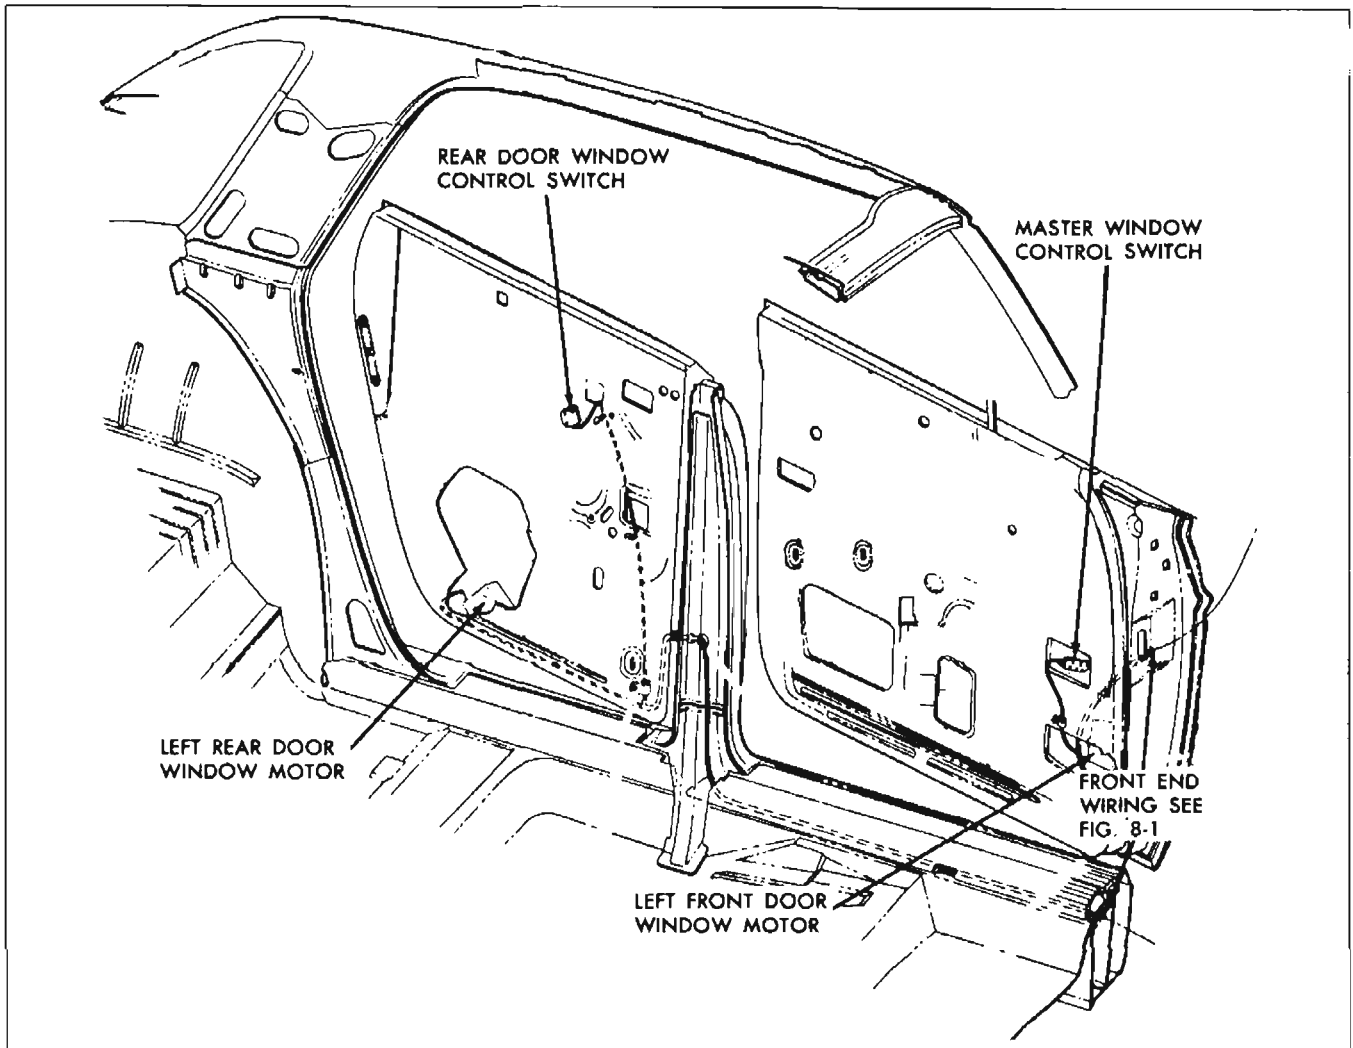 REAR DOOR WINDOW
CONTROL SWITCH
MASTER WINDOW
CONTROL SWITCH
LEFT REAR DOOR
WINDOW MOTOR
FRONT END
WIRING SEE
FIG. 8-1
LEFT FRONT DOOR
WINDOW MOTOR